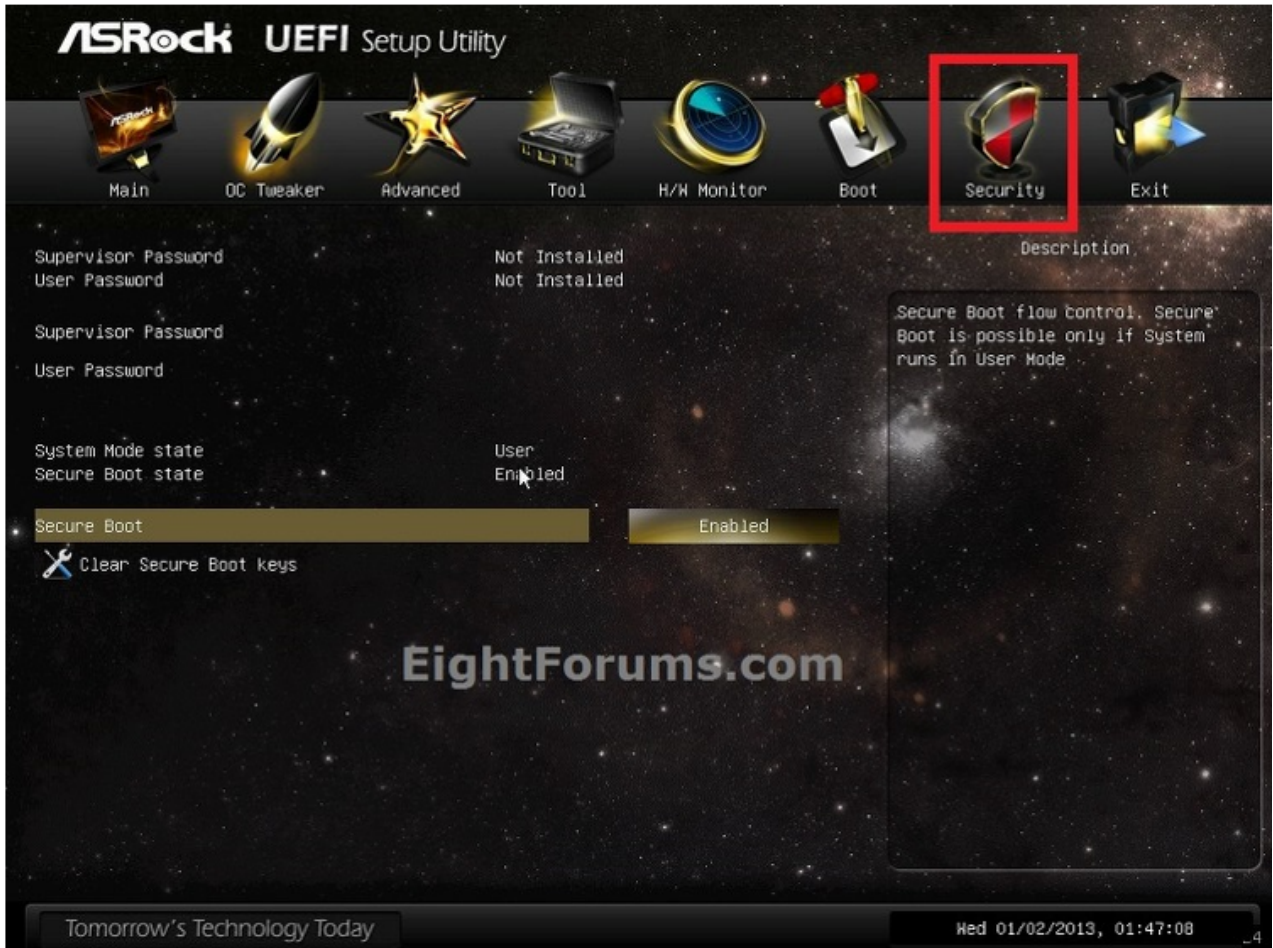 ASRock UEFI Setup Utility
ASRock
Main OC Tweaker Advanced Tool H/W Monitor Boot Security Exit
Supervisor Password Not Installed
User Password Not Installed
Supervisor Password
User Password
System Mode state User
Secure Boot state Enabled
Secure Boot Enabled
Clear Secure Boot keys
Description
Secure Boot flow control. Secure
Boot is possible only if System
runs in User Mode
EightForums.com
Tomorrow's Technology Today
Wed 01/02/2013, 01:47:08